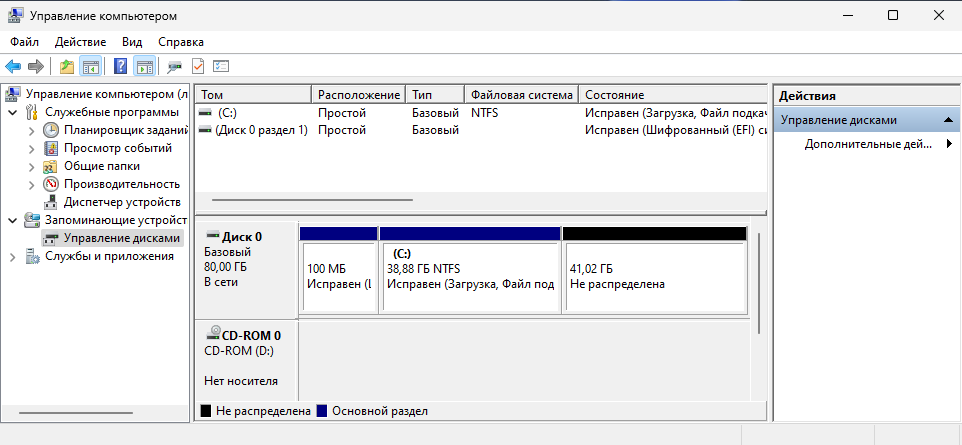 Управление компьютером
Файл Действие Вид Справка
Управление компьютером (л
Служебные программы
Планировщик заданий
Просмотр событий
Общие папки
Производительность
Диспетчер устройств
Запоминающие устройст
Управление дисками
Службы и приложения
Том Расположение Тип Файловая система Состояние
(C:) Простой Базовый NTFS Исправен (Загрузка, Файл подкач
(Диск 0 раздел 1) Простой Базовый Исправен (Шифрованный (EFI) си
Диск 0
Базовый
80,00 ГБ
В сети
100 МБ
Исправен (Ш
(C:)
38,88 ГБ NTFS
Исправен (Загрузка, Файл под
41,02 ГБ
Не распределена
CD-ROM 0
CD-ROM (D:)
Нет носителя
Не распределена Основной раздел
Действия
Управление дисками
Дополнительные дей...